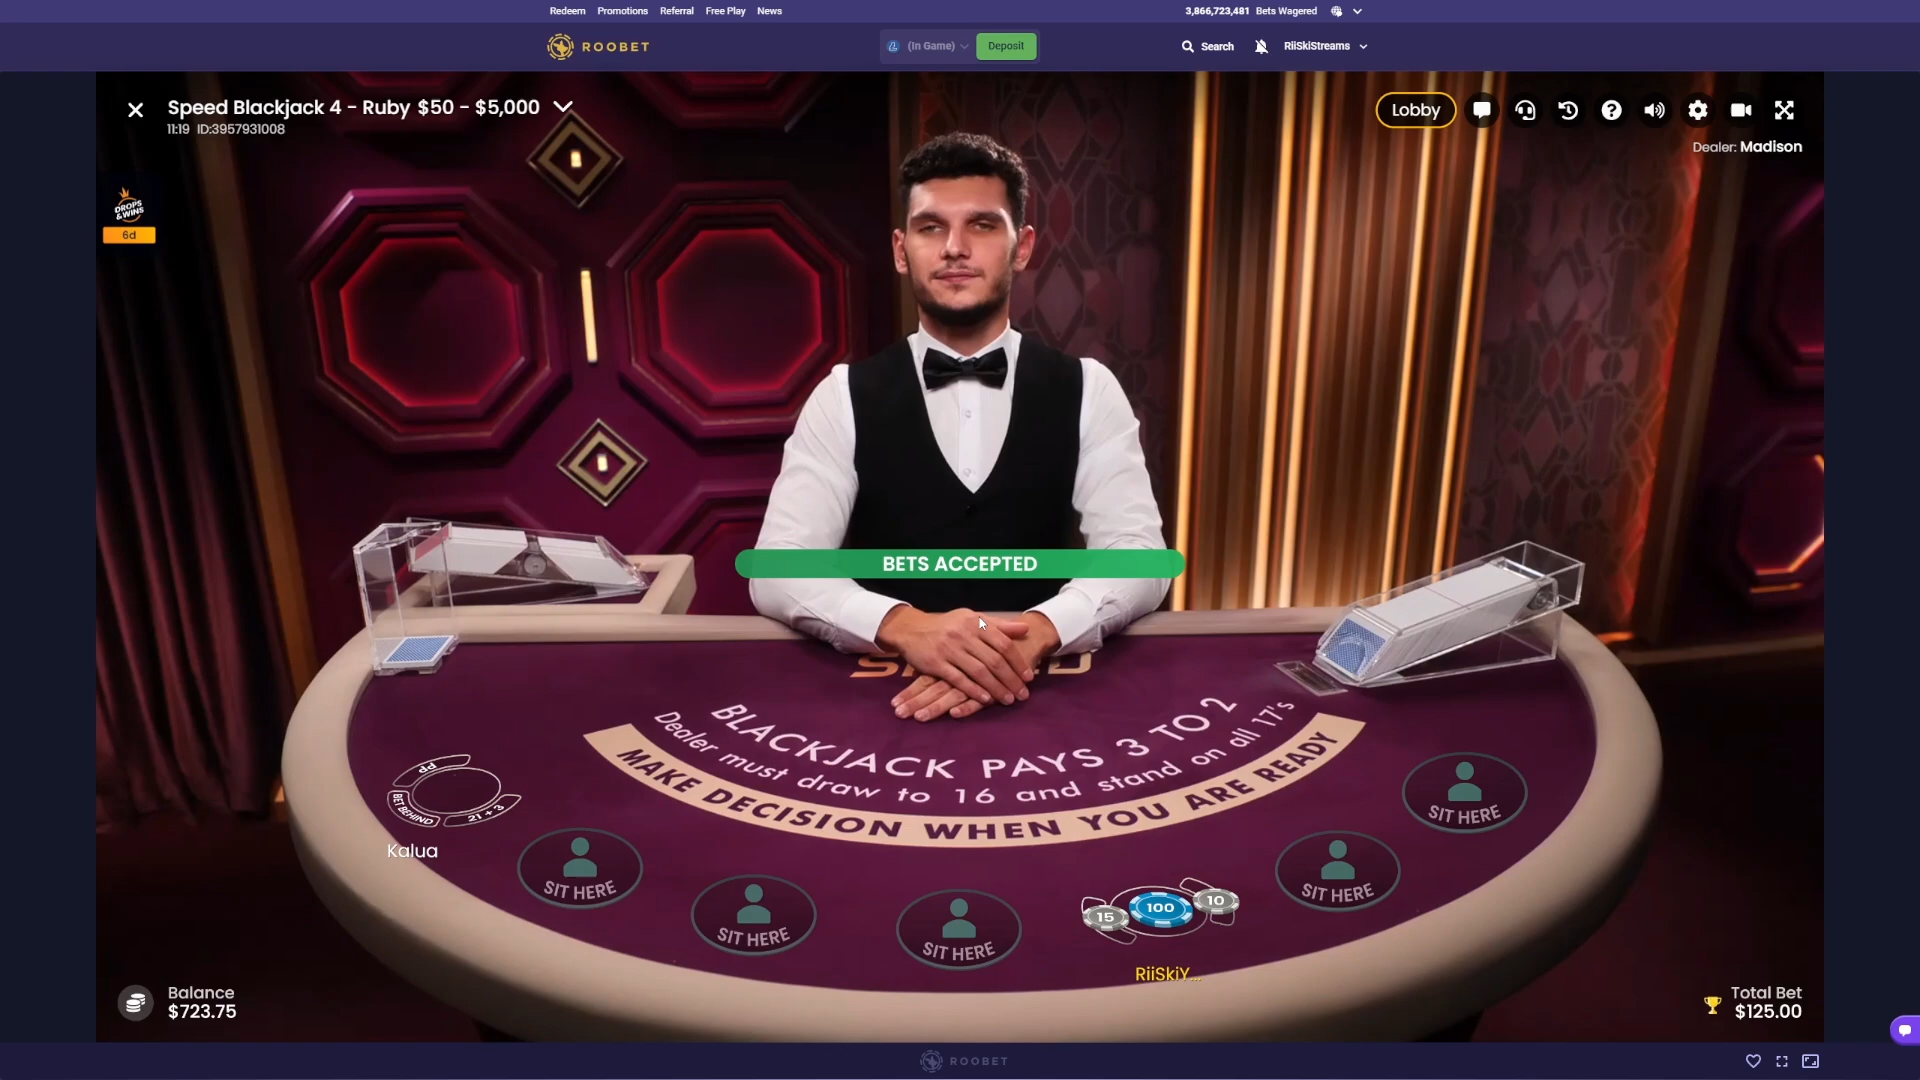 Redeem Promotions Referral Free Play News
3,866,723,481 Bets Wagered
ROOBET
(In Game)
Deposit
Search
RiiSkiStreams
Speed Blackjack 4 - Ruby $50 - $5,000
11:19 ID:3957931008
Lobby
Dealer: Madison
DROPS
&WINS
6d
BETS ACCEPTED
BLACKJACK PAYS 3 TO 2
Dealer must draw to 16 and stand on all 17's
MAKE DECISION WHEN YOU ARE READY
PP
BET BEHIND
21 + 3
Kalua
SIT HERE
SIT HERE
SIT HERE
15
100
10
RiiSkiY...
SIT HERE
SIT HERE
Balance
$723.75
Total Bet
$125.00
ROOBET